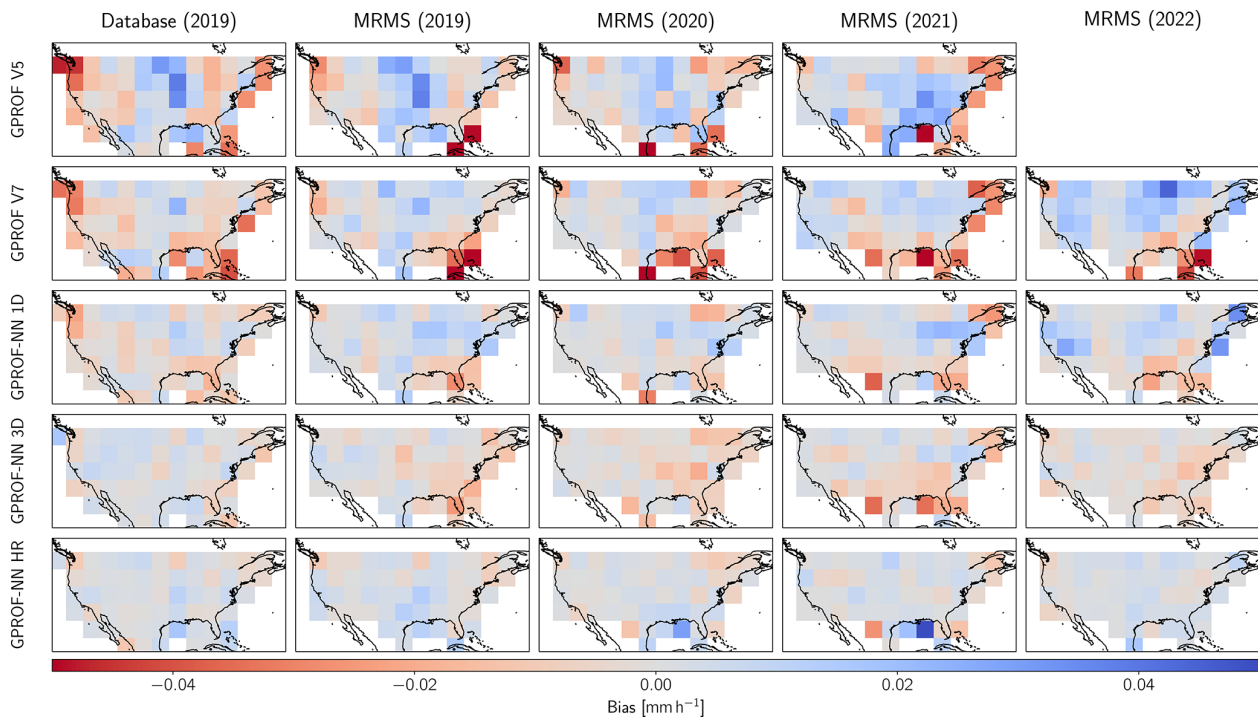 Database (2019) MRMS (2019) MRMS (2020) MRMS (2021) MRMS (2022)
GPROF V5
GPROF V7
GPROF-NN 1D
GPROF-NN 3D
GPROF-NN HR
−0.04 −0.02 0.00 0.02 0.04
Bias [mm h⁻¹]